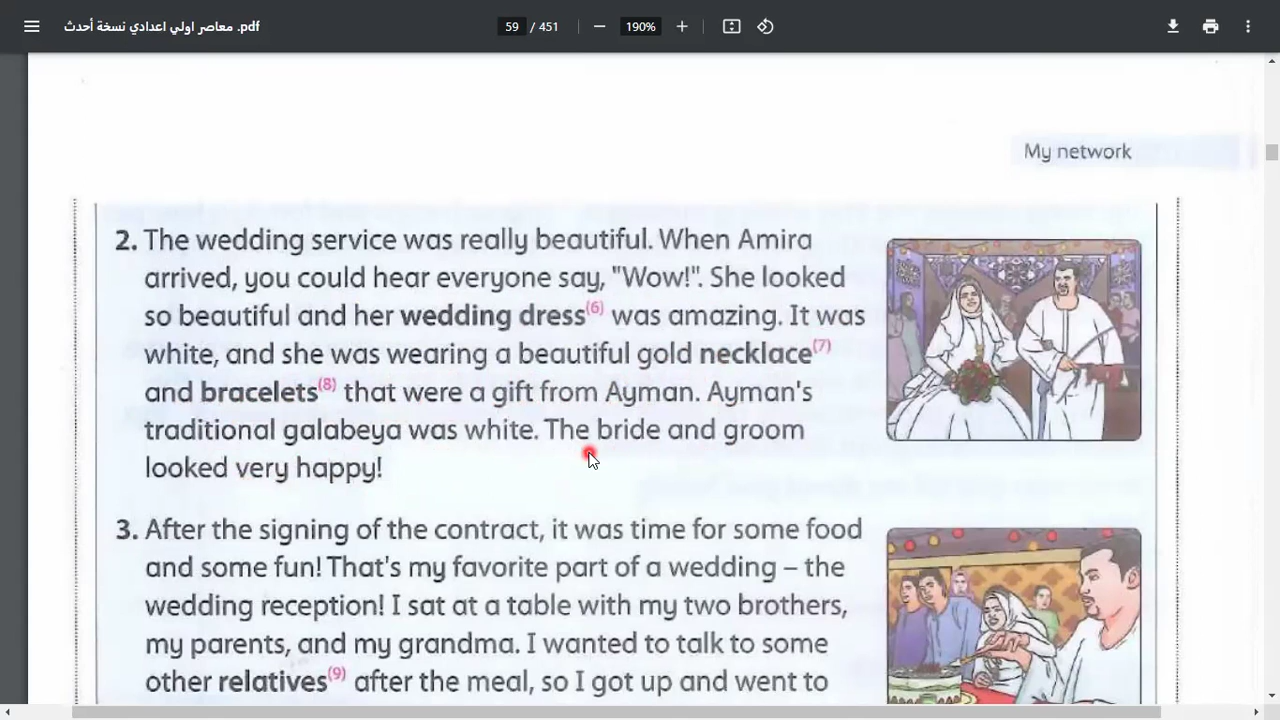 معاصر اولي اعدادي نسخة أحدث.pdf
59 / 451
190%
My network
2. The wedding service was really beautiful. When Amira
arrived, you could hear everyone say, "Wow!". She looked
so beautiful and her wedding dress(6) was amazing. It was
white, and she was wearing a beautiful gold necklace(7)
and bracelets(8) that were a gift from Ayman. Ayman's
traditional galabeya was white. The bride and groom
looked very happy!
3. After the signing of the contract, it was time for some food
and some fun! That's my favorite part of a wedding – the
wedding reception! I sat at a table with my two brothers,
my parents, and my grandma. I wanted to talk to some
other relatives(9) after the meal, so I got up and went to